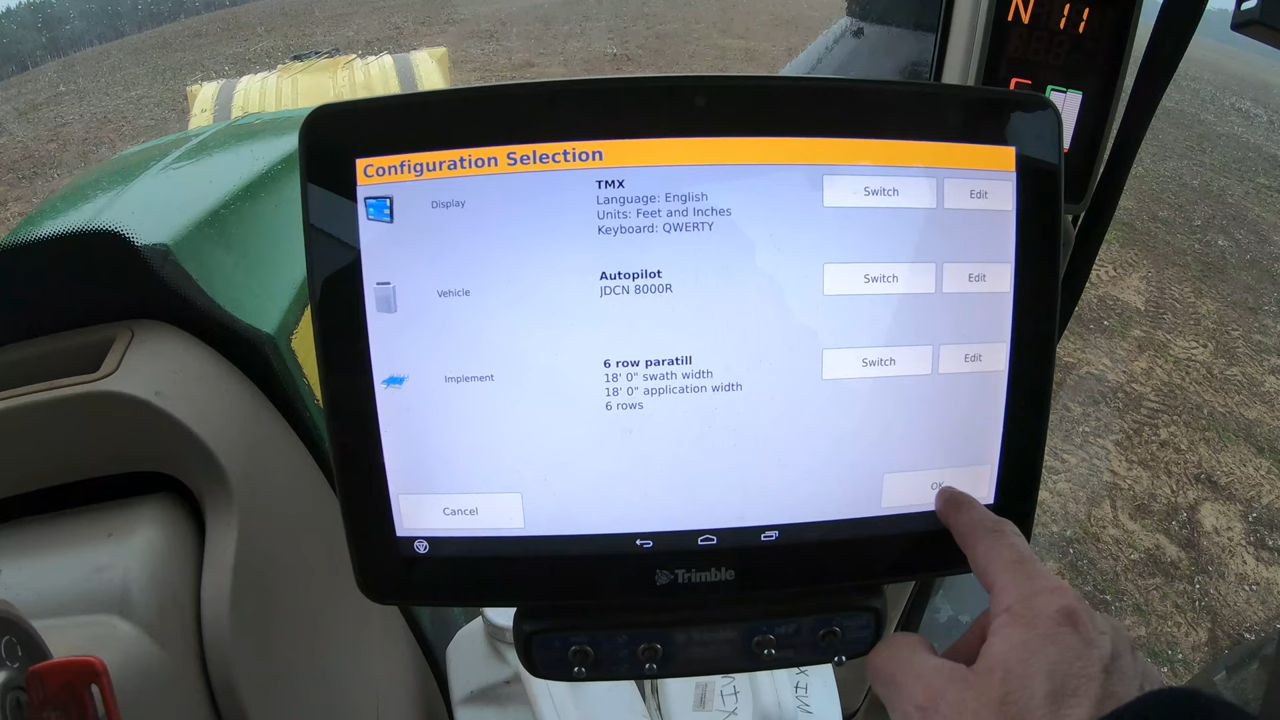 N 11
Configuration Selection
Display
TMX
Language: English
Units: Feet and Inches
Keyboard: QWERTY
Switch
Edit
Vehicle
Autopilot
JDCN 8000R
Switch
Edit
Implement
6 row paratill
18' 0" swath width
18' 0" application width
6 rows
Switch
Edit
Cancel
OK
Trimble